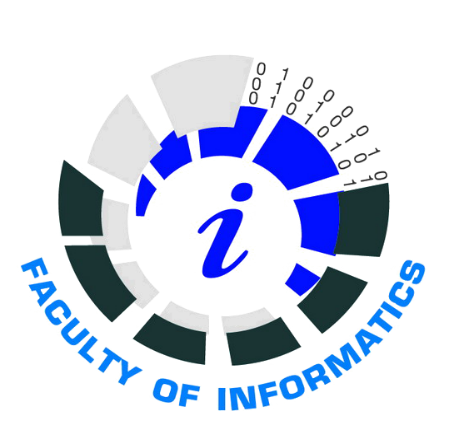 i
FACULTY OF INFORMATICS